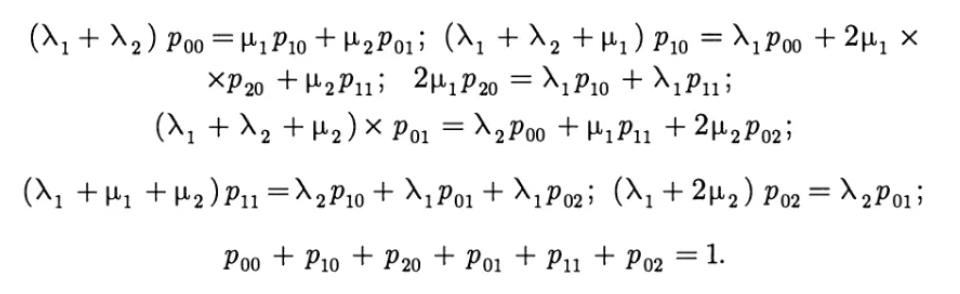 (λ₁ + λ₂) p₀₀ = μ₁p₁₀ + μ₂p₀₁; (λ₁ + λ₂ + μ₁) p₁₀ = λ₁p₀₀ + 2μ₁ ×
×p₂₀ + μ₂p₁₁; 2μ₁p₂₀ = λ₁p₁₀ + λ₁p₁₁;
(λ₁ + λ₂ + μ₂) × p₀₁ = λ₂p₀₀ + μ₁p₁₁ + 2μ₂p₀₂;
(λ₁ + μ₁ + μ₂) p₁₁ = λ₂p₁₀ + λ₁p₀₁ + λ₁p₀₂; (λ₁ + 2μ₂) p₀₂ = λ₂p₀₁;
p₀₀ + p₁₀ + p₂₀ + p₀₁ + p₁₁ + p₀₂ = 1.